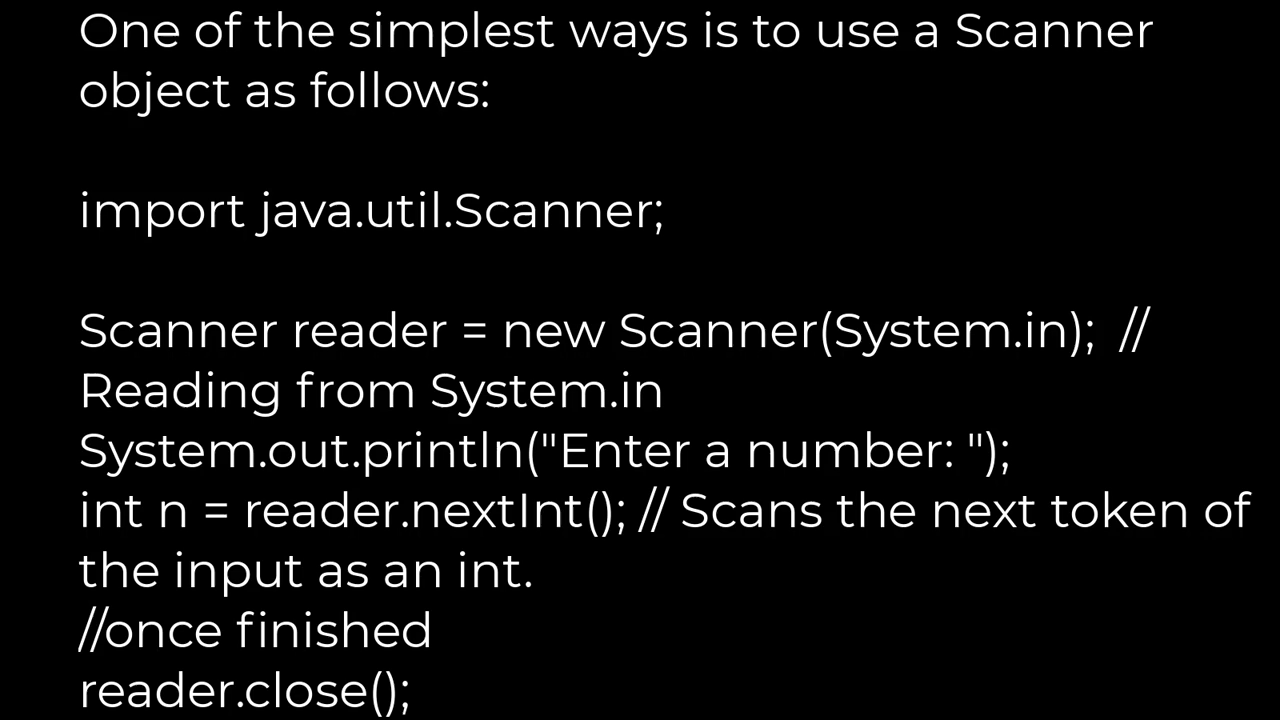 One of the simplest ways is to use a Scanner
object as follows:
import java.util.Scanner;
Scanner reader = new Scanner(System.in);  //
Reading from System.in
System.out.println("Enter a number: ");
int n = reader.nextInt(); // Scans the next token of
the input as an int.
//once finished
reader.close();